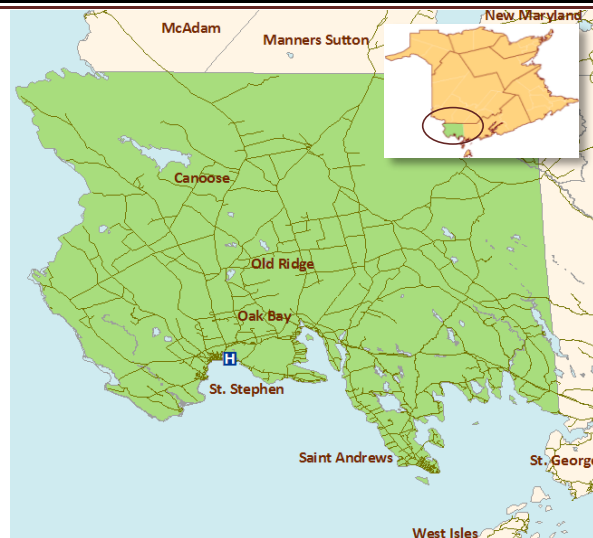 New Maryland
McAdam
Manners Sutton
Canoose
Old Ridge
Oak Bay
H
St. Stephen
Saint Andrews
St. George
West Isles